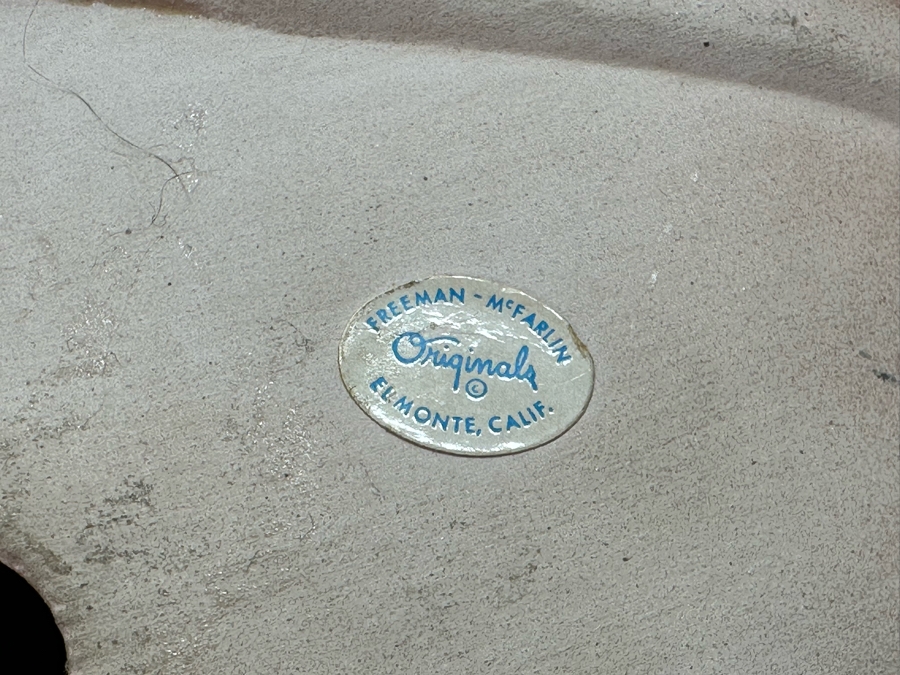 FREEMAN - McFARLIN
Originals
©
EL MONTE, CALIF.